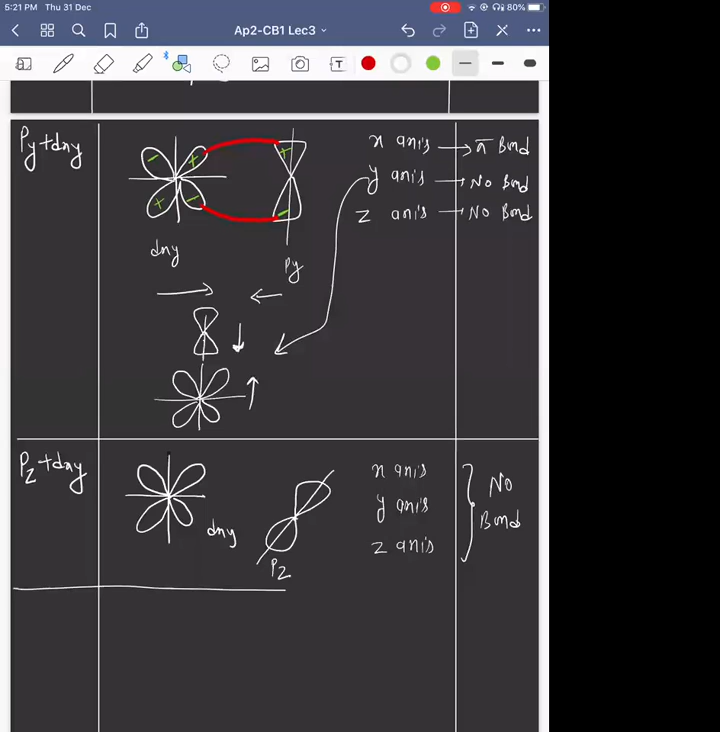 5:21 PM Thu 31 Dec
80%
Ap2-CB1 Lec3
T
Py + dxy
- +
+ -
+
-
dxy
Py
x axis → π Bond
y axis → No Bond
z axis → No Bond
Pz + dxy
dxy
Pz
x axis
y axis
z axis
No
Bond